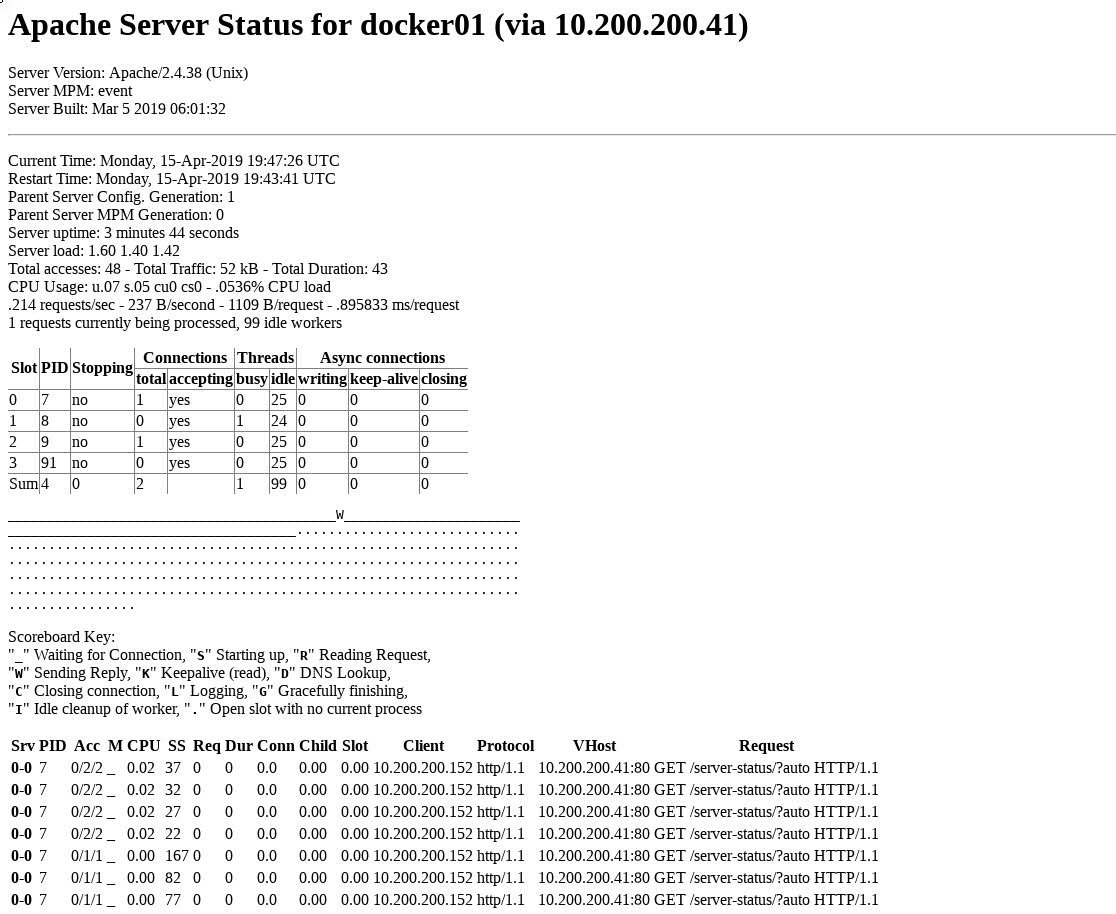 Apache Server Status for docker01 (via 10.200.200.41)
Server Version: Apache/2.4.38 (Unix)
Server MPM: event
Server Built: Mar 5 2019 06:01:32
Current Time: Monday, 15-Apr-2019 19:47:26 UTC
Restart Time: Monday, 15-Apr-2019 19:43:41 UTC
Parent Server Config. Generation: 1
Parent Server MPM Generation: 0
Server uptime: 3 minutes 44 seconds
Server load: 1.60 1.40 1.42
Total accesses: 48 - Total Traffic: 52 kB - Total Duration: 43
CPU Usage: u.07 s.05 cu0 cs0 - .0536% CPU load
.214 requests/sec - 237 B/second - 1109 B/request - .895833 ms/request
1 requests currently being processed, 99 idle workers
Slot PID Stopping Connections Threads Async connections
total accepting busy idle writing keep-alive closing
0 7 no 1 yes 0 25 0 0 0
1 8 no 0 yes 1 24 0 0 0
2 9 no 1 yes 0 25 0 0 0
3 91 no 0 yes 0 25 0 0 0
Sum 4 0 2 1 99 0 0 0
_________________________________________W______________________
____________________________________............................
................................................................
................................................................
................................................................
................................................................
................
Scoreboard Key:
"_" Waiting for Connection, "S" Starting up, "R" Reading Request,
"W" Sending Reply, "K" Keepalive (read), "D" DNS Lookup,
"C" Closing connection, "L" Logging, "G" Gracefully finishing,
"I" Idle cleanup of worker, "." Open slot with no current process
Srv PID Acc M CPU SS Req Dur Conn Child Slot Client Protocol VHost Request
0-0 7 0/2/2 _ 0.02 37 0 0 0.0 0.00 0.00 10.200.200.152 http/1.1 10.200.200.41:80 GET /server-status/?auto HTTP/1.1
0-0 7 0/2/2 _ 0.02 32 0 0 0.0 0.00 0.00 10.200.200.152 http/1.1 10.200.200.41:80 GET /server-status/?auto HTTP/1.1
0-0 7 0/2/2 _ 0.02 27 0 0 0.0 0.00 0.00 10.200.200.152 http/1.1 10.200.200.41:80 GET /server-status/?auto HTTP/1.1
0-0 7 0/2/2 _ 0.02 22 0 0 0.0 0.00 0.00 10.200.200.152 http/1.1 10.200.200.41:80 GET /server-status/?auto HTTP/1.1
0-0 7 0/1/1 _ 0.00 167 0 0 0.0 0.00 0.00 10.200.200.152 http/1.1 10.200.200.41:80 GET /server-status/?auto HTTP/1.1
0-0 7 0/1/1 _ 0.00 82 0 0 0.0 0.00 0.00 10.200.200.152 http/1.1 10.200.200.41:80 GET /server-status/?auto HTTP/1.1
0-0 7 0/1/1 _ 0.00 77 0 0 0.0 0.00 0.00 10.200.200.152 http/1.1 10.200.200.41:80 GET /server-status/?auto HTTP/1.1